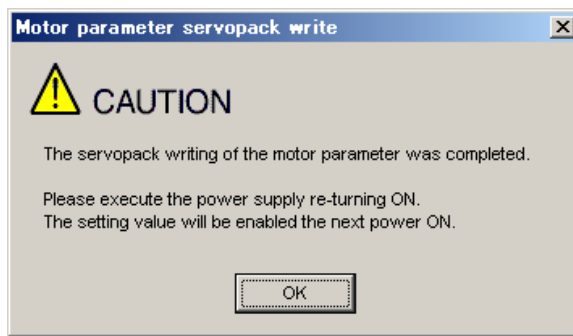 Motor parameter servopack write
CAUTION
The servopack writing of the motor parameter was completed.
Please execute the power supply re-turning ON.
The setting value will be enabled the next power ON.
OK